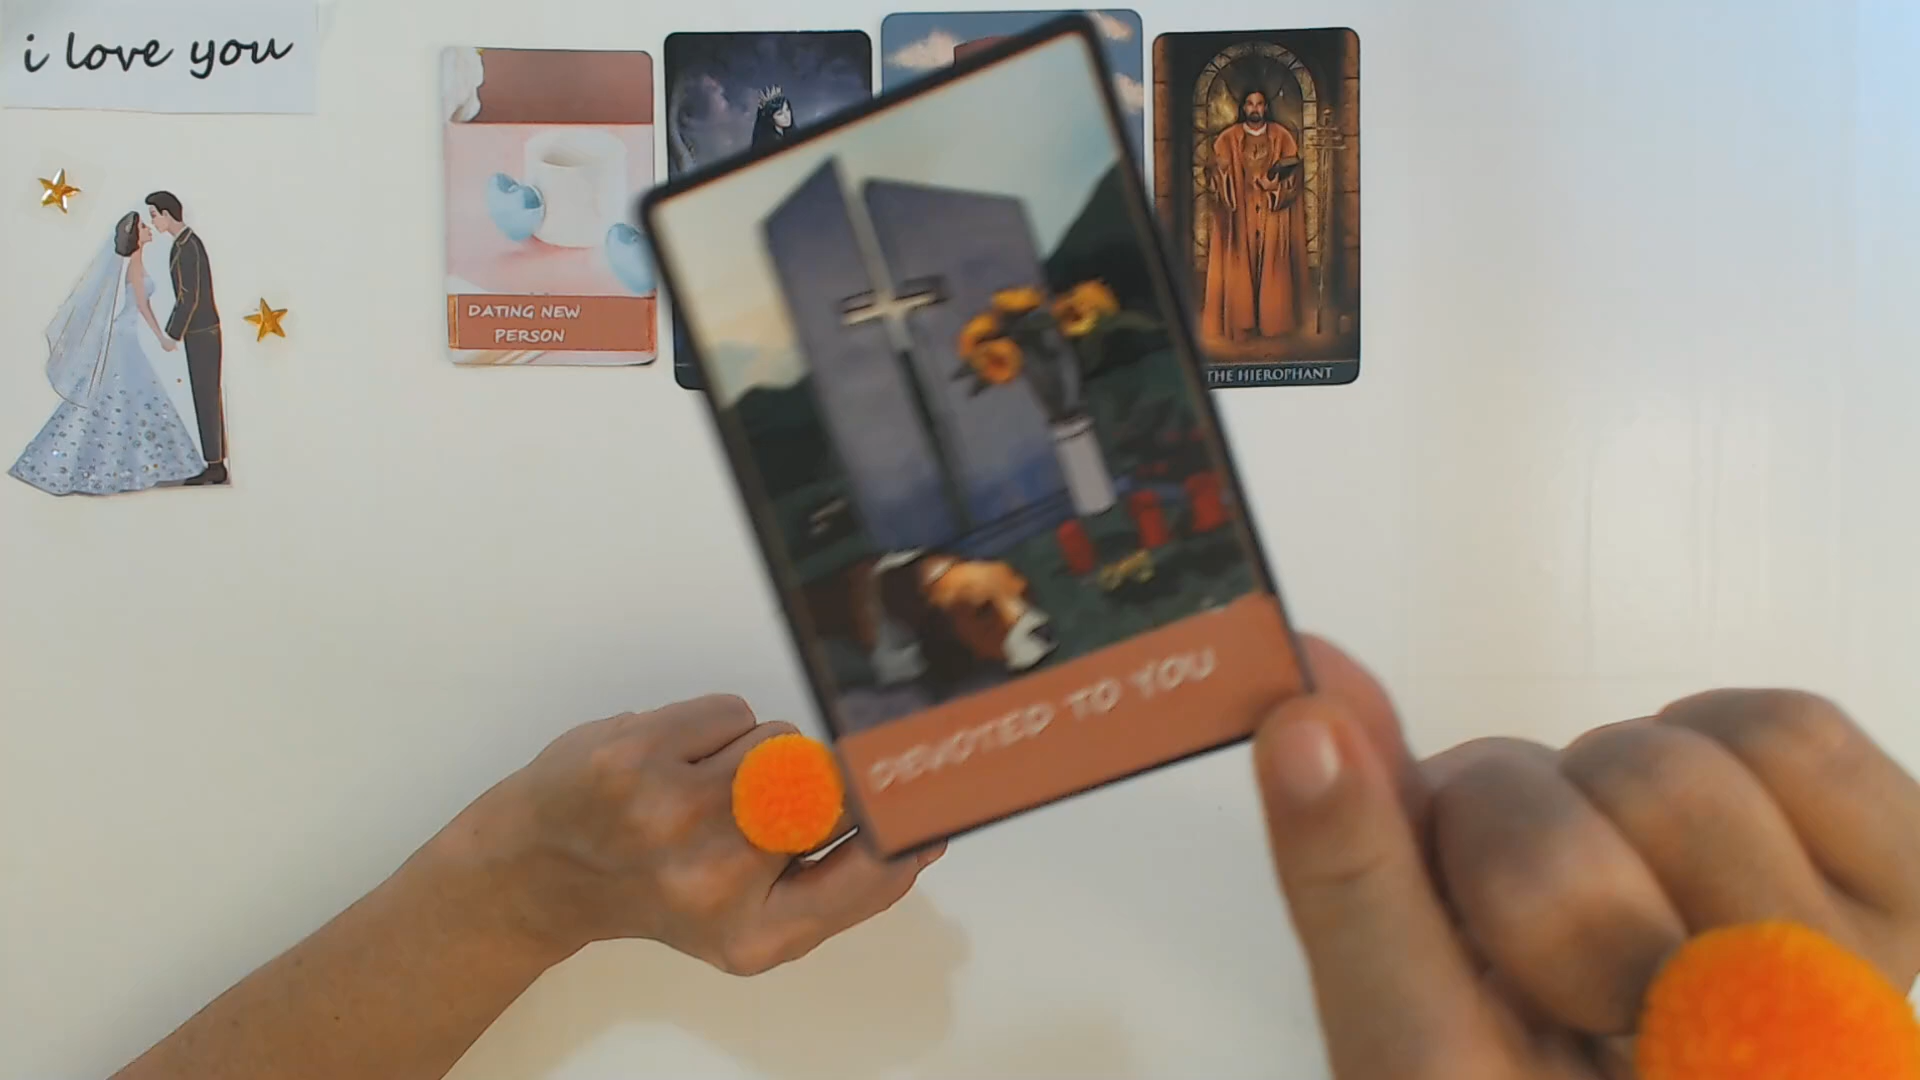 i love you
DATING NEW
PERSON
THE HIEROPHANT
DEVOTED TO YOU